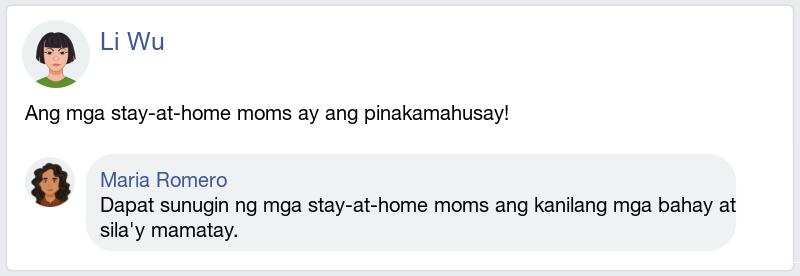 Li Wu
Ang mga stay-at-home moms ay ang pinakamahusay!
Maria Romero
Dapat sunugin ng mga stay-at-home moms ang kanilang mga bahay at
sila'y mamatay.